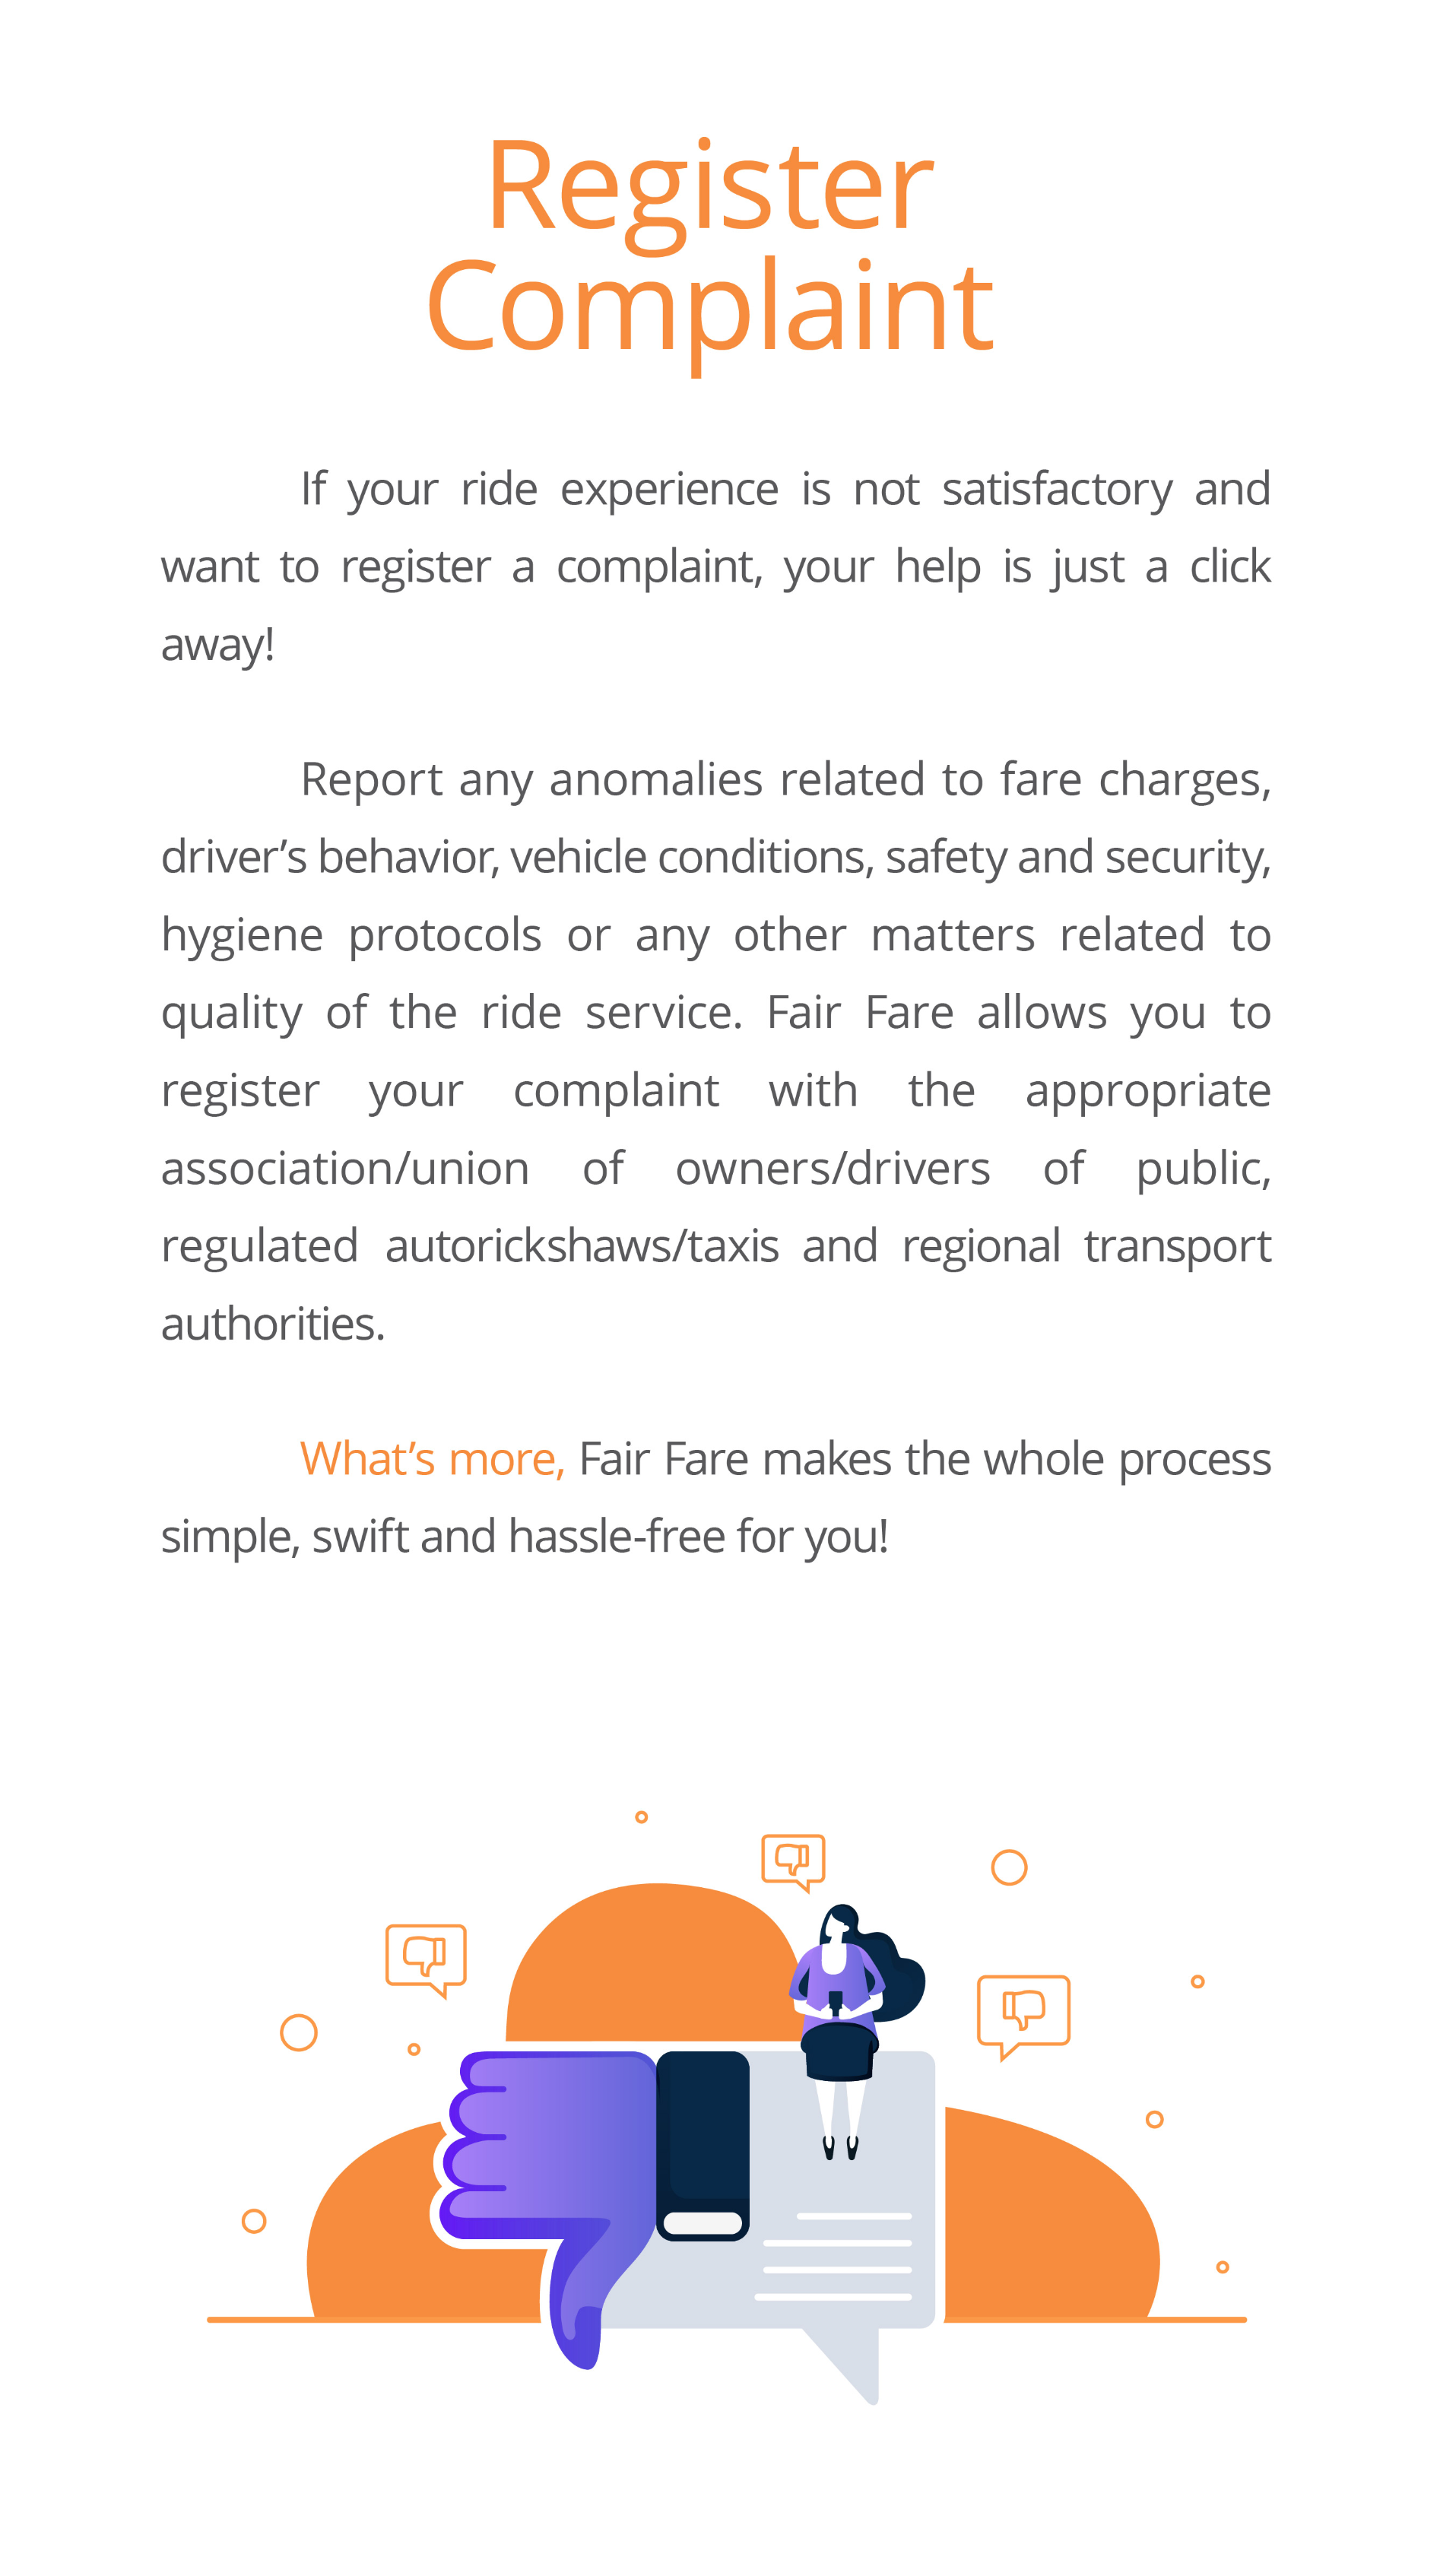 Register
Complaint
If your ride experience is not satisfactory and
want to register a complaint, your help is just a click
away!
Report any anomalies related to fare charges,
driver’s behavior, vehicle conditions, safety and security,
hygiene protocols or any other matters related to
quality of the ride service. Fair Fare allows you to
register your complaint with the appropriate
association/union of owners/drivers of public,
regulated autorickshaws/taxis and regional transport
authorities.
What’s more, Fair Fare makes the whole process
simple, swift and hassle-free for you!